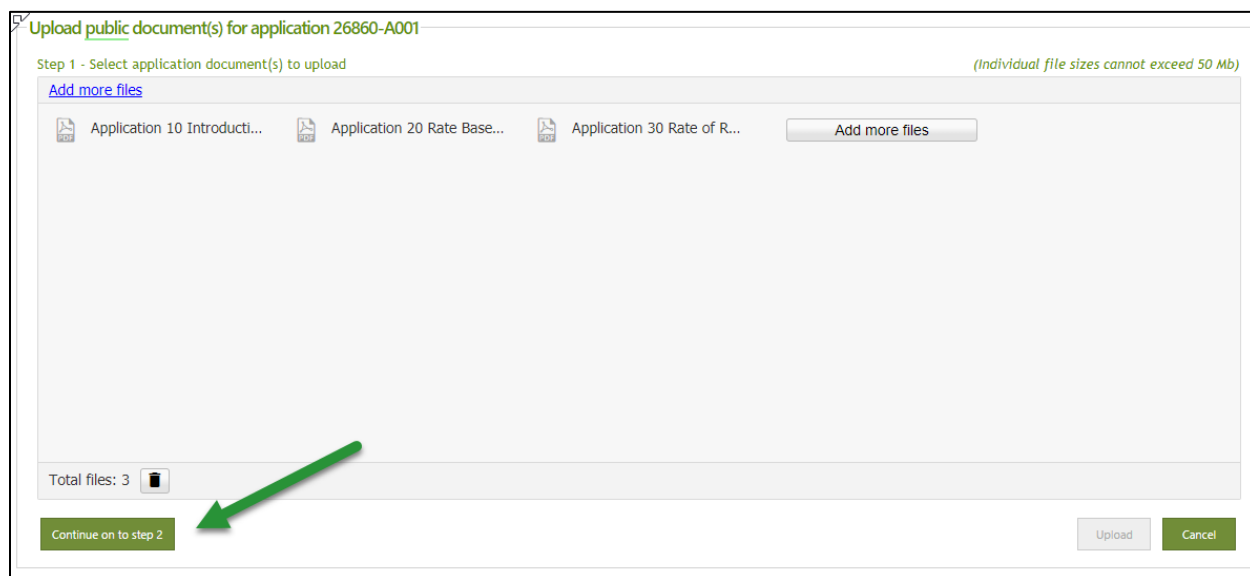 Upload public document(s) for application 26860-A001
Step 1 - Select application document(s) to upload (Individual file sizes cannot exceed 50 Mb)
Add more files
Application 10 Introducti... Application 20 Rate Base... Application 30 Rate of R... Add more files
Total files: 3
Continue on to step 2 Upload Cancel